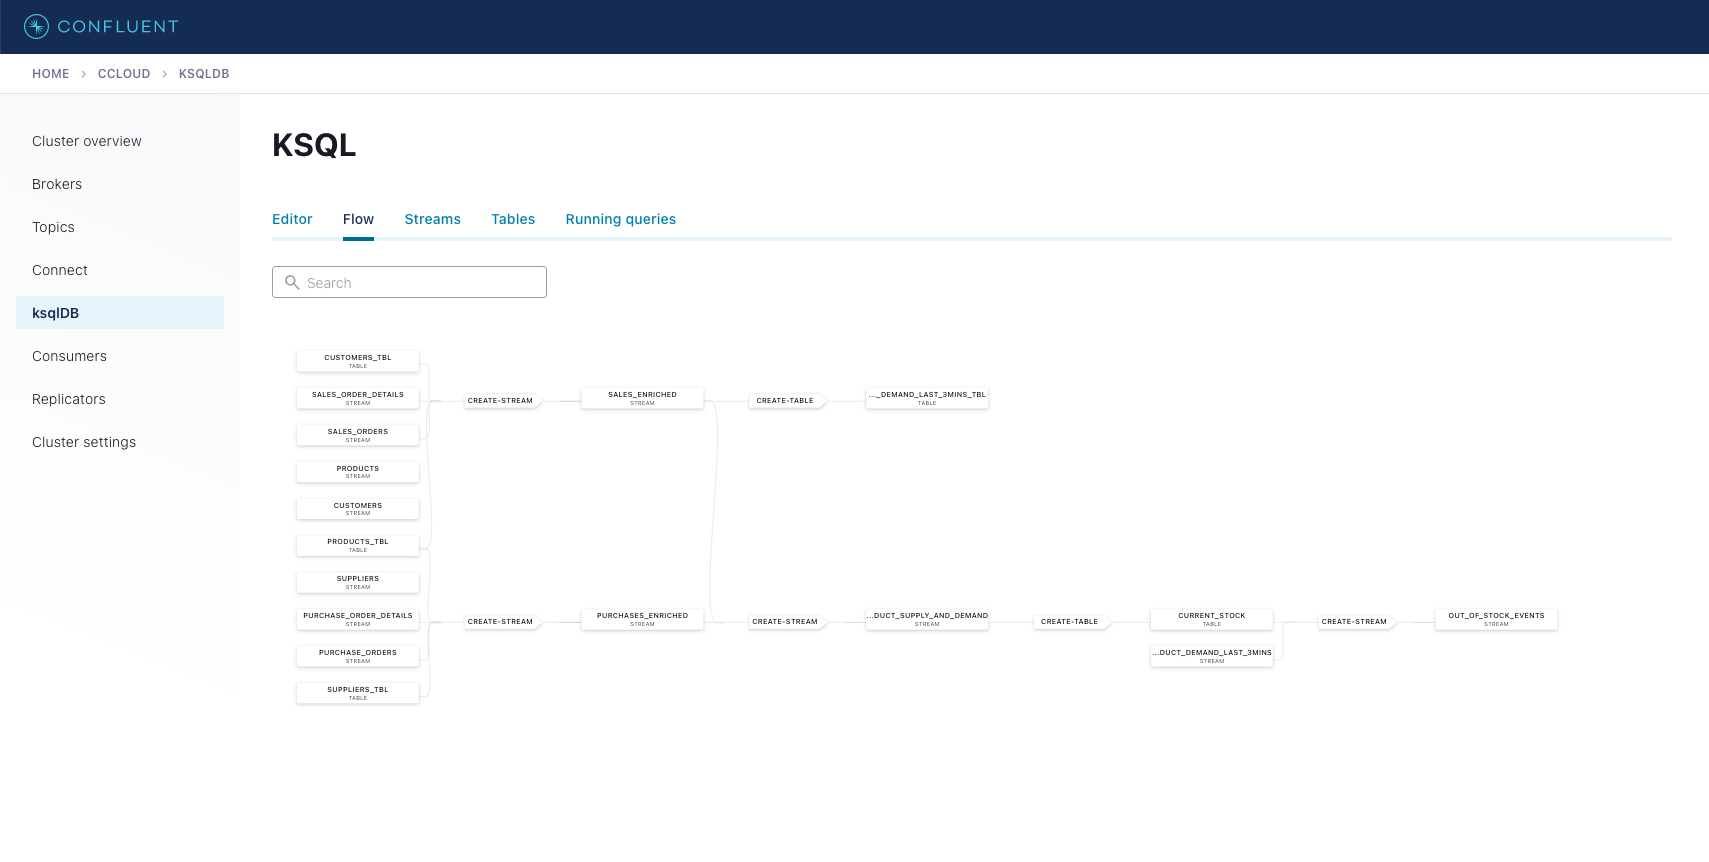 CONFLUENT
HOME > CCLOUD > KSQLDB
Cluster overview
Brokers
Topics
Connect
ksqlDB
Consumers
Replicators
Cluster settings
KSQL
Editor Flow Streams Tables Running queries
Search
CUSTOMERS_TBL
TABLE
SALES_ORDER_DETAILS
STREAM
SALES_ORDERS
STREAM
PRODUCTS
STREAM
CUSTOMERS
STREAM
PRODUCTS_TBL
TABLE
SUPPLIERS
STREAM
PURCHASE_ORDER_DETAILS
STREAM
PURCHASE_ORDERS
STREAM
SUPPLIERS_TBL
TABLE
CREATE-STREAM
SALES_ENRICHED
STREAM
CREATE-TABLE
..._DEMAND_LAST_3MINS_TBL
TABLE
CREATE-STREAM
PURCHASES_ENRICHED
STREAM
CREATE-STREAM
...DUCT_SUPPLY_AND_DEMAND
STREAM
CREATE-TABLE
CURRENT_STOCK
TABLE
...DUCT_DEMAND_LAST_3MINS
STREAM
CREATE-STREAM
OUT_OF_STOCK_EVENTS
STREAM